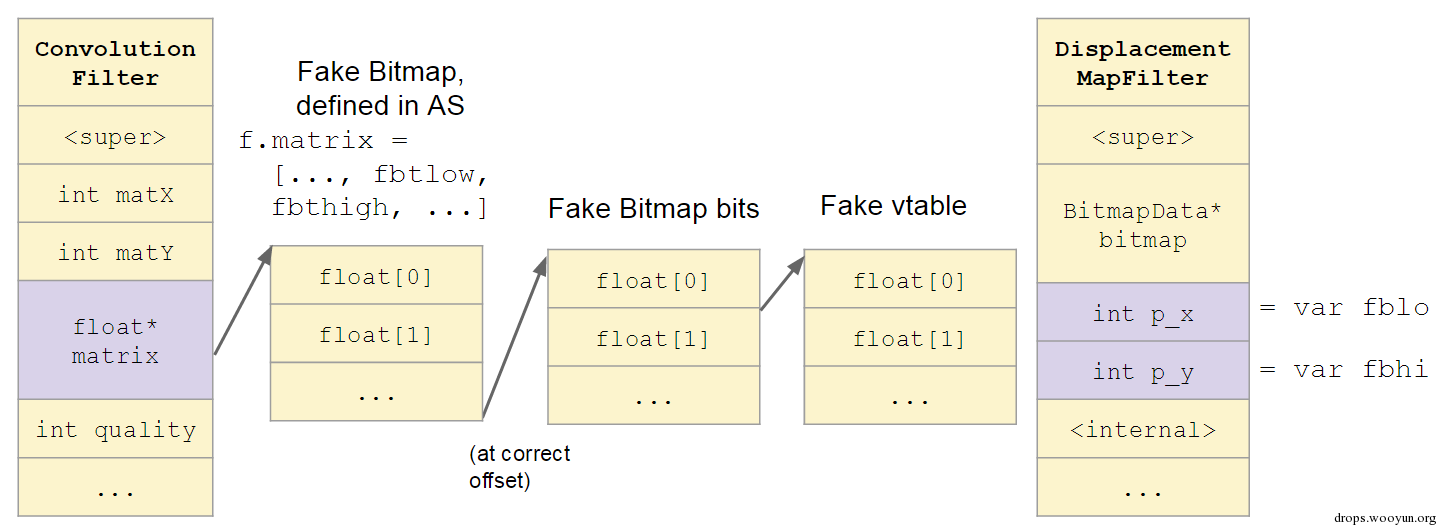 Convolution
Filter
<super>
int matX
int matY
float*
matrix
int quality
...
Fake Bitmap,
defined in AS
f.matrix =
[..., fbtlow,
fbthigh, ...]
float[0]
float[1]
...
(at correct
offset)
Fake Bitmap bits
float[0]
float[1]
...
Fake vtable
float[0]
float[1]
...
Displacement
MapFilter
<super>
BitmapData*
bitmap
int p_x
= var fblo
int p_y
= var fbhi
<internal>
...
drops.wooyun.org